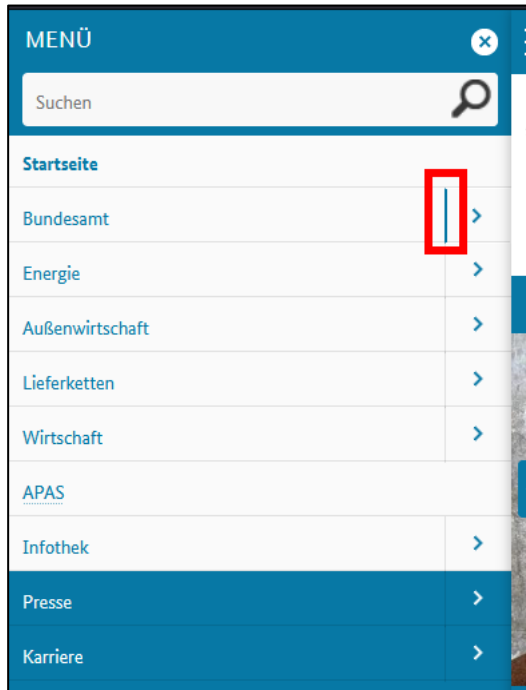 MENÜ
Suchen
Startseite
Bundesamt
Energie
Außenwirtschaft
Lieferketten
Wirtschaft
APAS
Infothek
Presse
Karriere